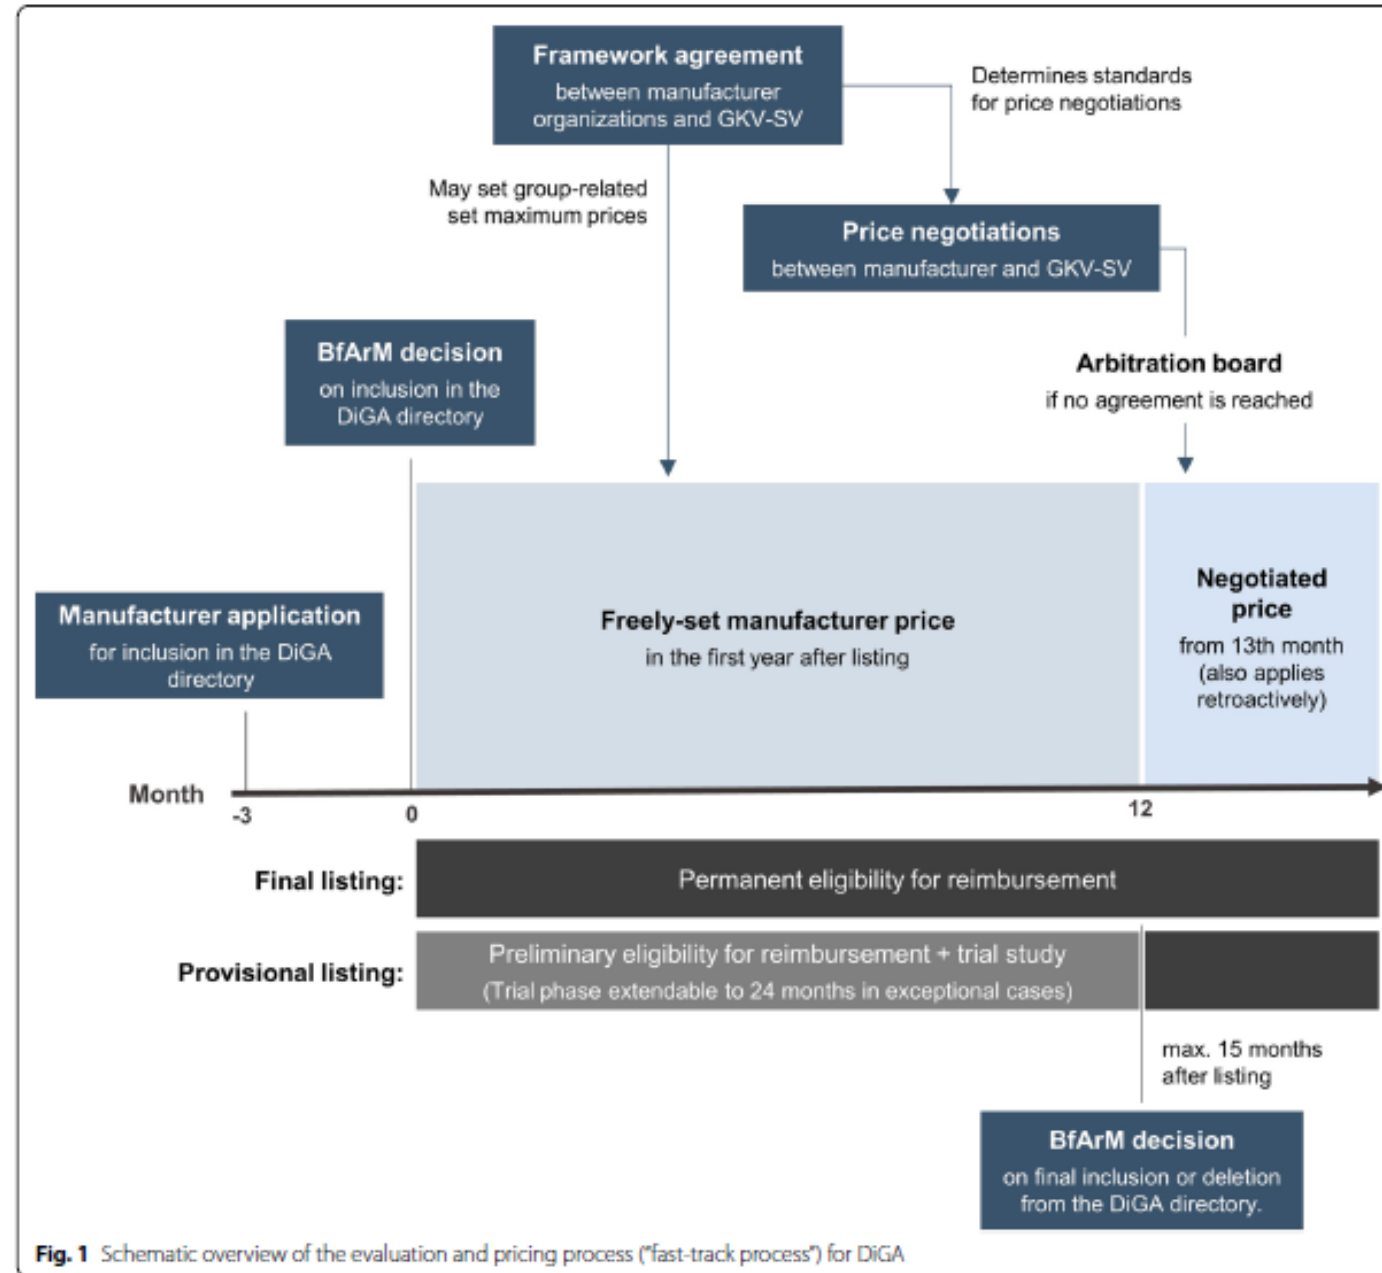 Framework agreement
between manufacturer
organizations and GKV-SV
Determines standards
for price negotiations
May set group-related
set maximum prices
Price negotiations
between manufacturer and GKV-SV
BfArM decision
on inclusion in the
DiGA directory
Arbitration board
if no agreement is reached
Manufacturer application
for inclusion in the DiGA
directory
Freely-set manufacturer price
in the first year after listing
Negotiated
price
from 13th month
(also applies
retroactively)
Month
-3
0
12
Final listing:
Permanent eligibility for reimbursement
Provisional listing:
Preliminary eligibility for reimbursement + trial study
(Trial phase extendable to 24 months in exceptional cases)
max. 15 months
after listing
BfArM decision
on final inclusion or deletion
from the DiGA directory.
Fig. 1 Schematic overview of the evaluation and pricing process ("fast-track process") for DiGA